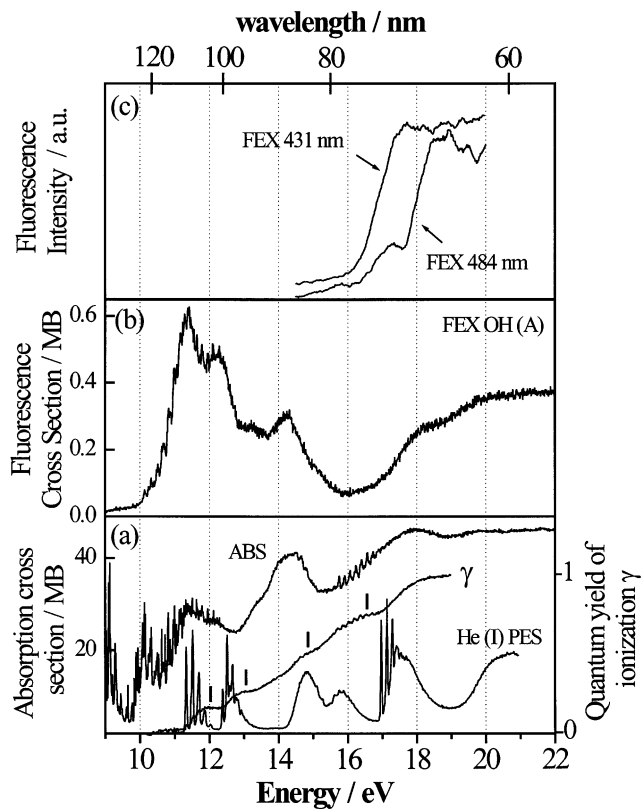 wavelength / nm
120 100 80 60
(c)
FEX 431 nm
FEX 484 nm
Fluorescence
Intensity / a.u.
(b)
FEX OH (A)
0.6
0.4
0.2
0.0
Fluorescence
Cross Section / MB
(a)
ABS
γ
He (I) PES
40
20
Absorption cross
section / MB
1
0
Quantum yield of
ionization γ
10 12 14 16 18 20 22
Energy / eV